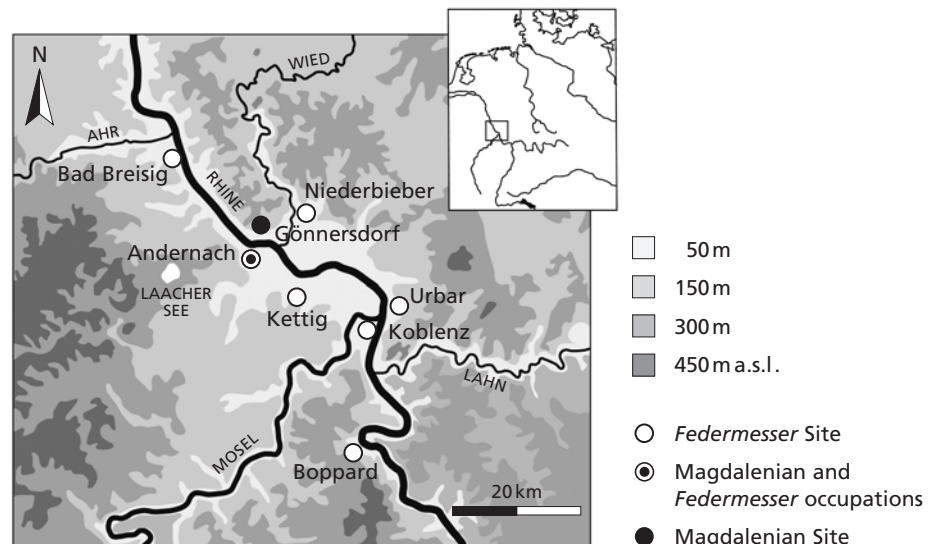 N
WIED
AHR
Bad Breisig
RHINE
Niederbieber
Gönnersdorf
Andernach
LAACHER
SEE
Kettig
Urbar
Koblenz
LAHN
MOSEL
Boppard
20 km
50 m
150 m
300 m
450 m a.s.l.
Federmesser Site
Magdalenian and
Federmesser occupations
Magdalenian Site